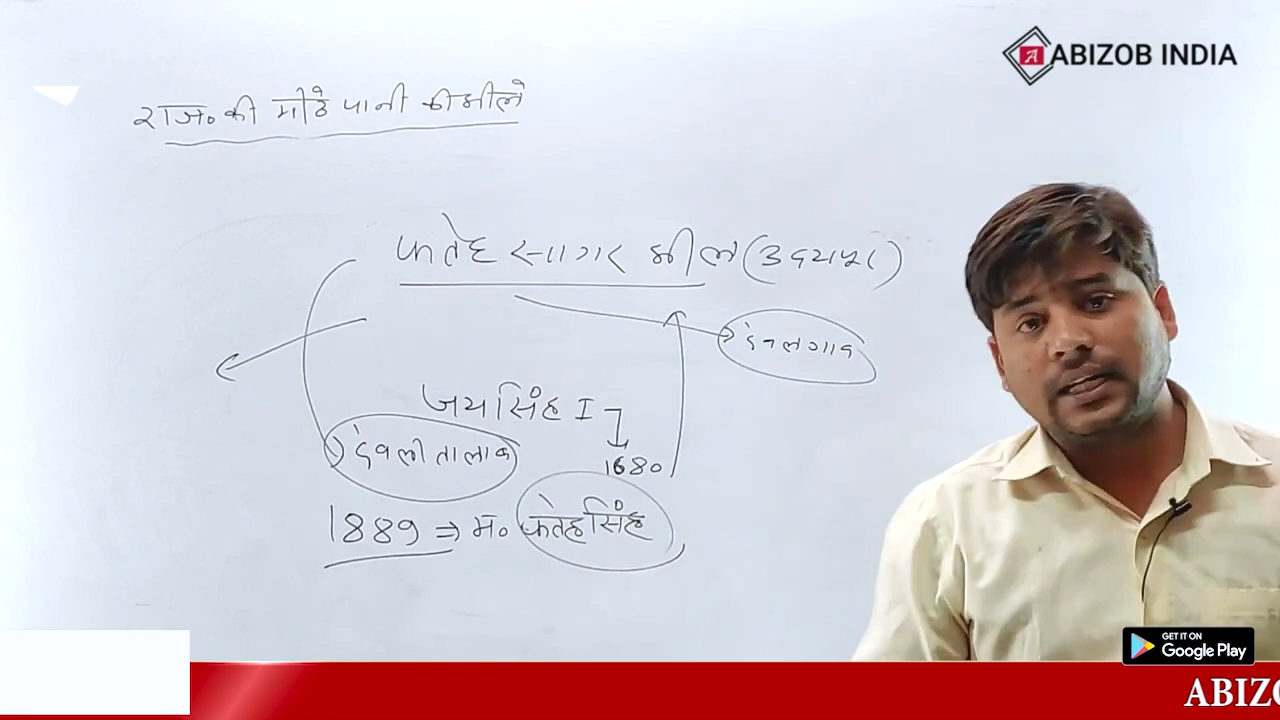 ABIZOB INDIA
राज० की मीठे पानी की झीलें
फतेह सागर झील (उदयपुर)
देवलगाव
जयसिंह I
1680
देवली तालाब
1889 ⇒ म० फतेहसिंह
GET IT ON
Google Play
ABIZO